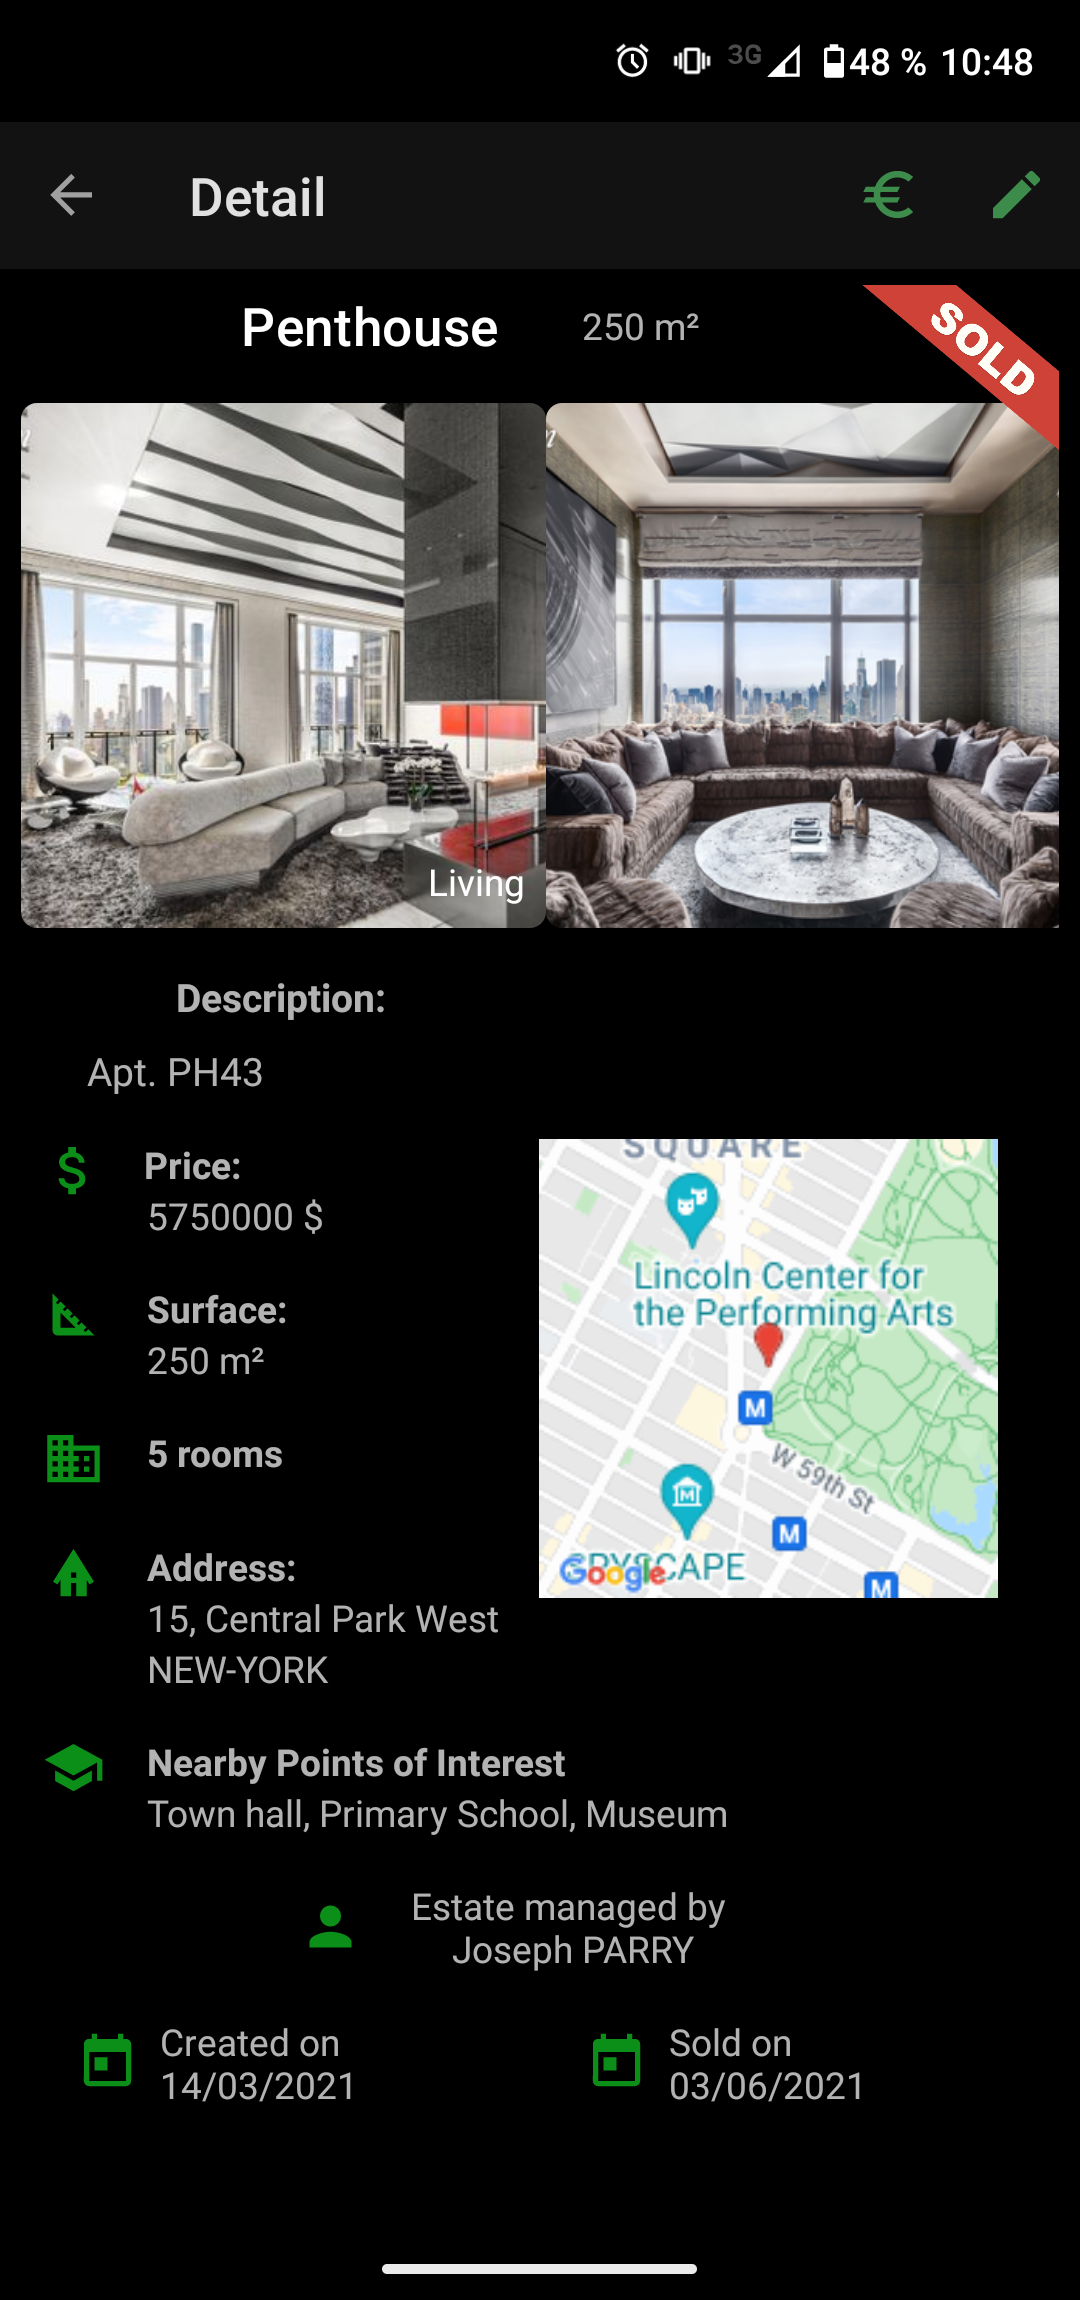 3G 48 % 10:48
Detail
Penthouse 250 m²
SOLD
Living
Description:
Apt. PH43
Price:
5750000 $
Surface:
250 m²
5 rooms
Address:
15, Central Park West
NEW-YORK
SQUARE
Lincoln Center for
the Performing Arts
M
W 59th St
M
M
M
Google
Nearby Points of Interest
Town hall, Primary School, Museum
Estate managed by
Joseph PARRY
Created on
14/03/2021
Sold on
03/06/2021